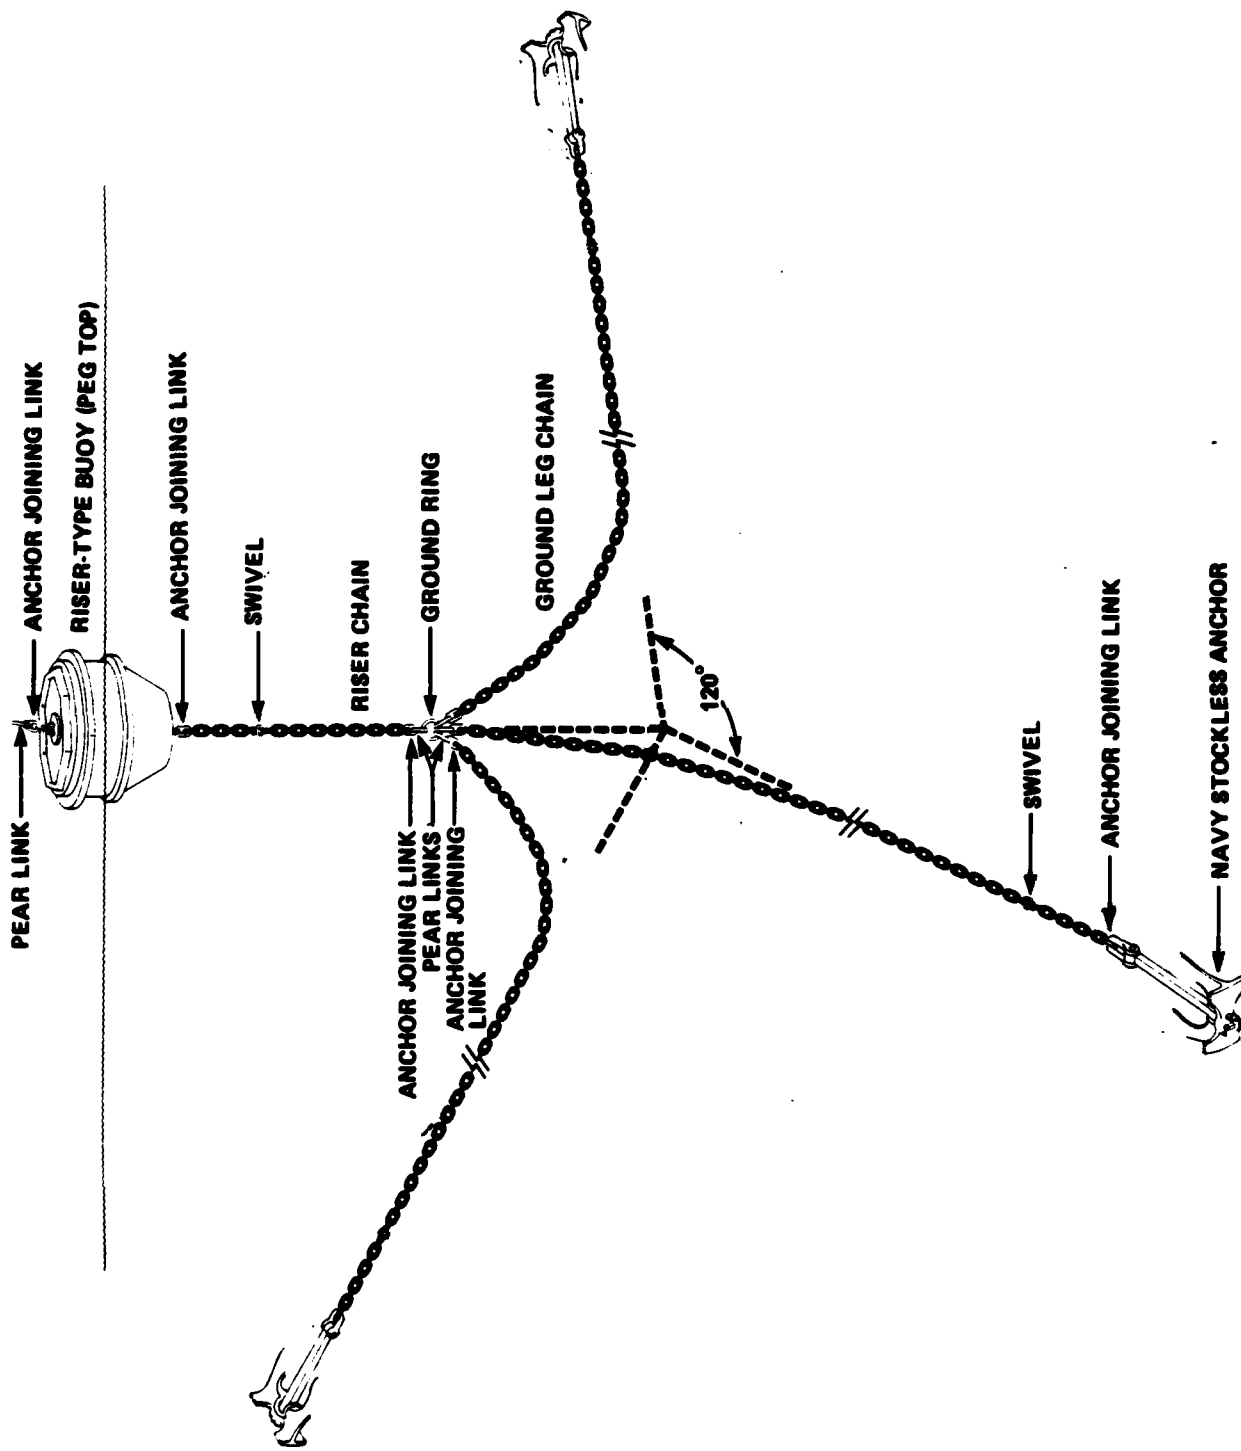 PEAR LINK
ANCHOR JOINING LINK
RISER-TYPE BUOY (PEG TOP)
ANCHOR JOINING LINK
SWIVEL
RISER CHAIN
ANCHOR JOINING LINK
PEAR LINKS
ANCHOR JOINING
LINK
GROUND RING
GROUND LEG CHAIN
120°
SWIVEL
ANCHOR JOINING LINK
NAVY STOCKLESS ANCHOR